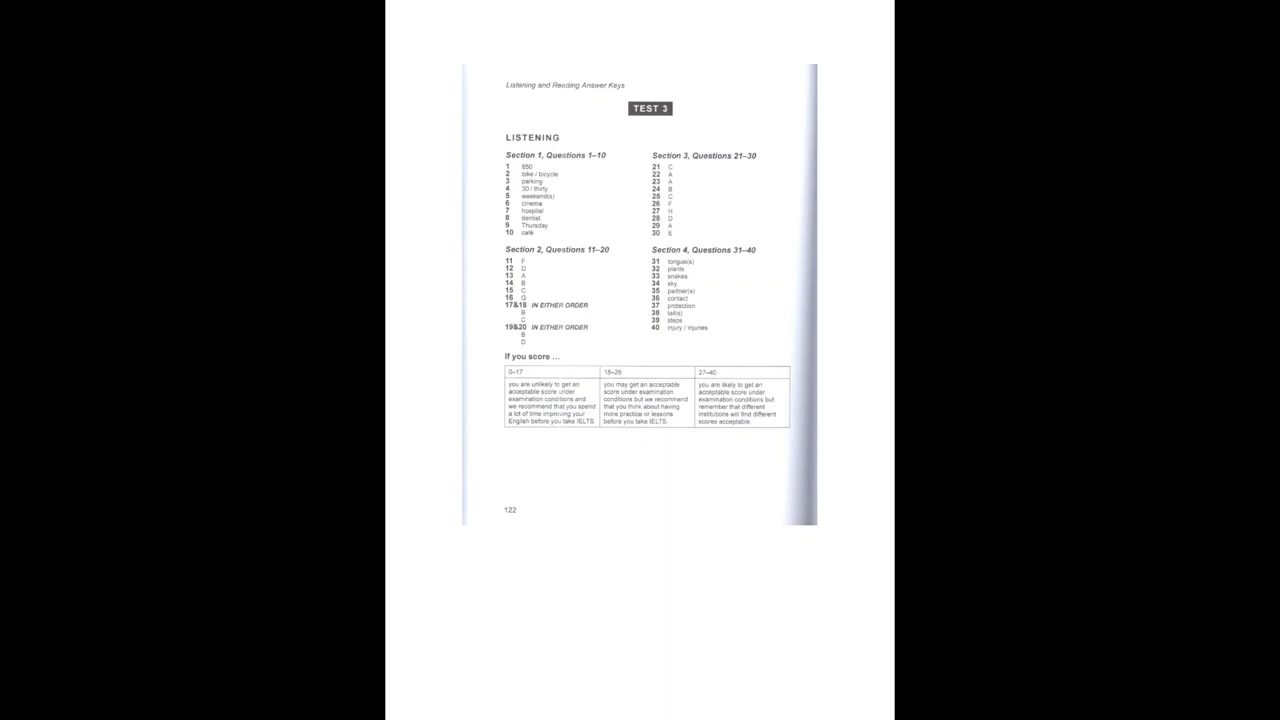 Listening and Reading Answer Keys
TEST 3
LISTENING
Section 1, Questions 1–10
1 850
2 bike / bicycle
3 parking
4 30 / thirty
5 weekend(s)
6 cinema
7 hospital
8 dentist
9 Thursday
10 café
Section 2, Questions 11–20
11 F
12 D
13 A
14 B
15 C
16 G
17&18 IN EITHER ORDER
B
C
19&20 IN EITHER ORDER
B
D
Section 3, Questions 21–30
21 C
22 A
23 A
24 B
25 C
26 F
27 H
28 D
29 A
30 E
Section 4, Questions 31–40
31 tongue(s)
32 plants
33 snakes
34 sky
35 partner(s)
36 contact
37 protection
38 tail(s)
39 steps
40 injury / injuries
If you score ...
0–17
you are unlikely to get an
acceptable score under
examination conditions and
we recommend that you spend
a lot of time improving your
English before you take IELTS.
18–26
you may get an acceptable
score under examination
conditions but we recommend
that you think about having
more practice or lessons
before you take IELTS.
27–40
you are likely to get an
acceptable score under
examination conditions but
remember that different
institutions will find different
scores acceptable.
122